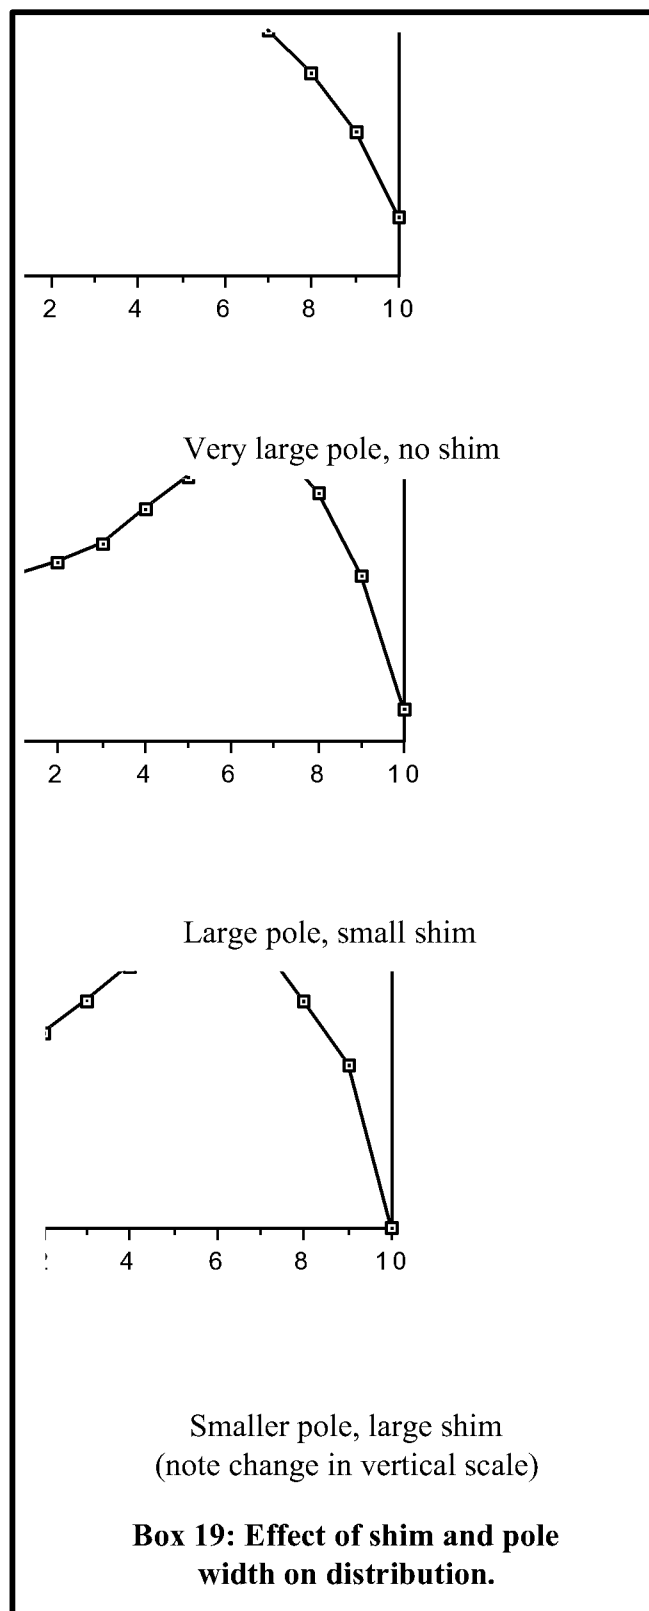 2 4 6 8 10
Very large pole, no shim
2 4 6 8 10
Large pole, small shim
4 6 8 10
Smaller pole, large shim
(note change in vertical scale)
Box 19: Effect of shim and pole
width on distribution.